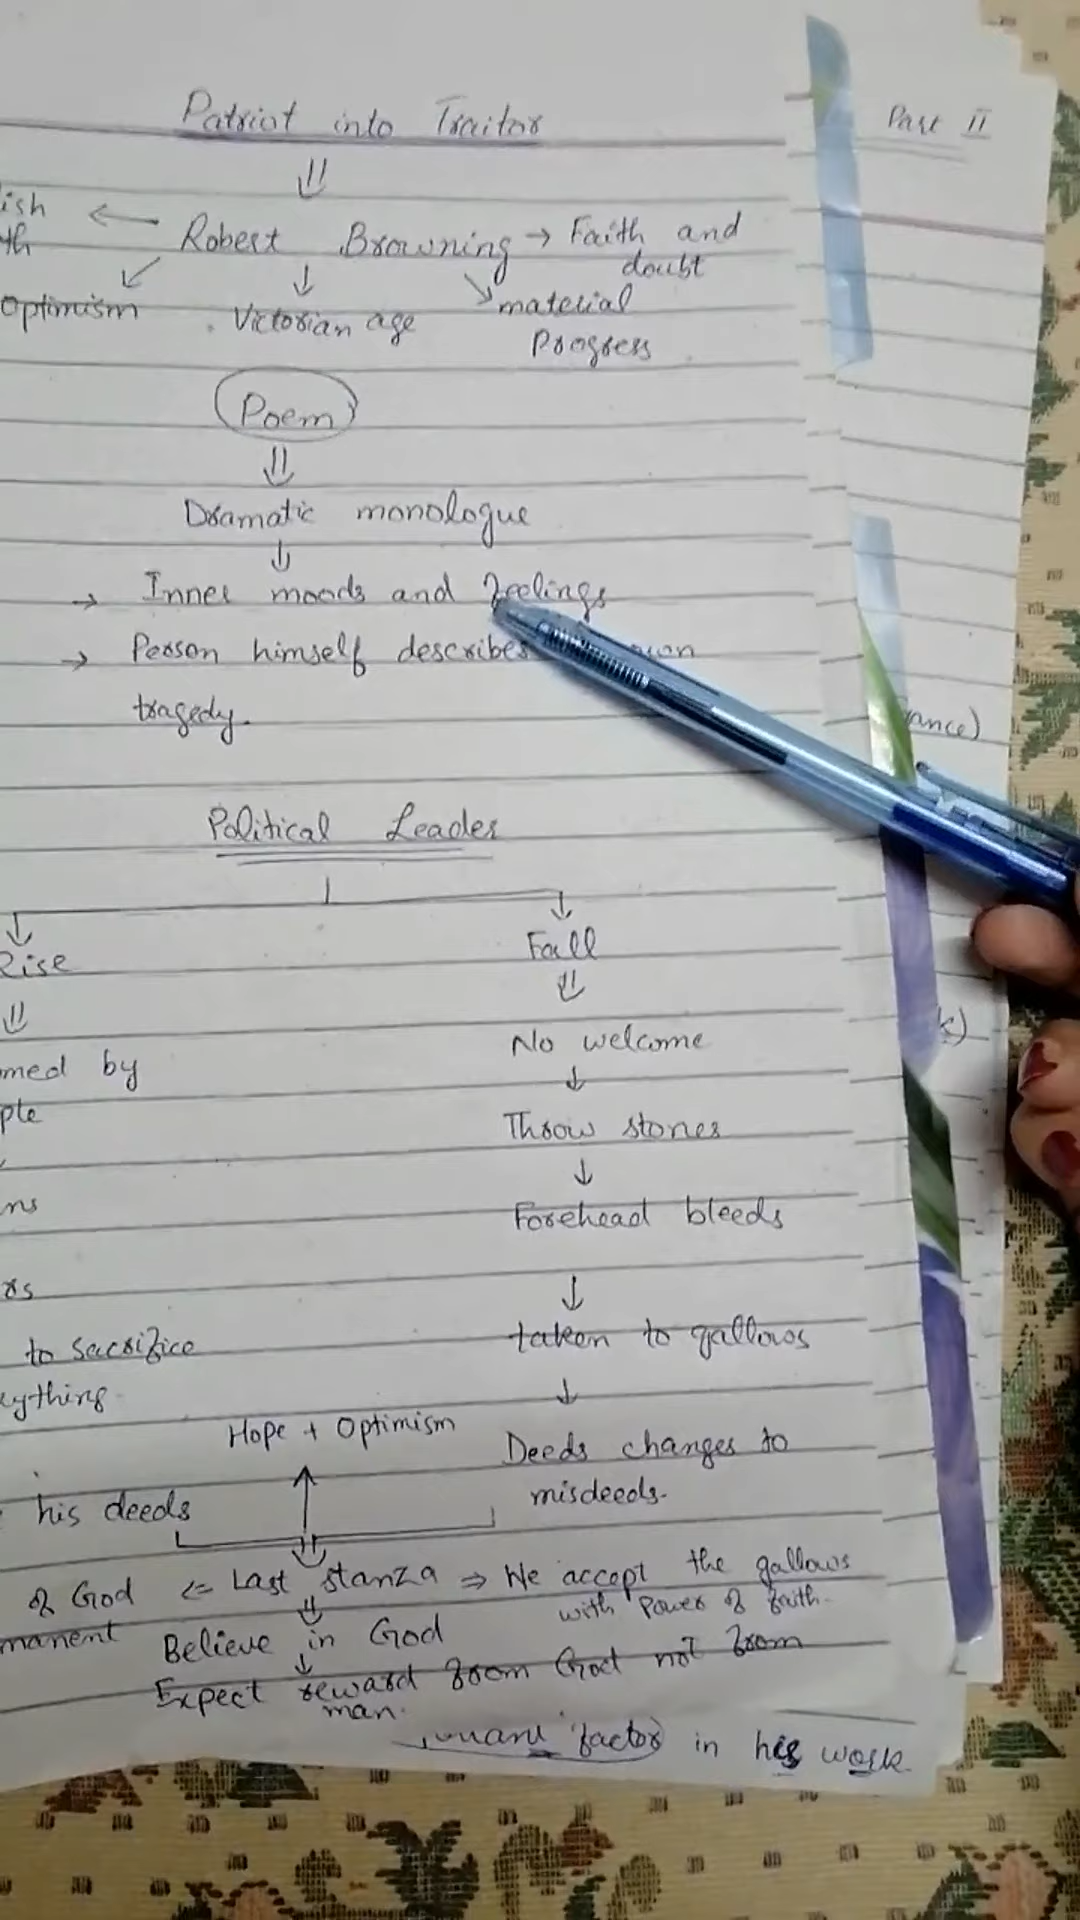 Patriot into Traitor
Part II
ish
Robert Browning → Faith and
doubt
Optimism
Victorian age
material
Progress
Poem
Dramatic monologue
→ Inner moods and feelings
→ Person himself describes own
tragedy.
ance)
Political Leader
Rise
Fall
k)
No welcome
med by
ple
Throw stones
ns
Forehead bleeds
rs
to sacrifice
taken to gallows
ything
Hope + Optimism
Deeds changes to
misdeeds.
his deeds
of God ⇐ Last stanza ⇒ We accept the gallows
with Power of faith.
manent
Believe in God
Expect reward from God not from
man.
factor in his work.